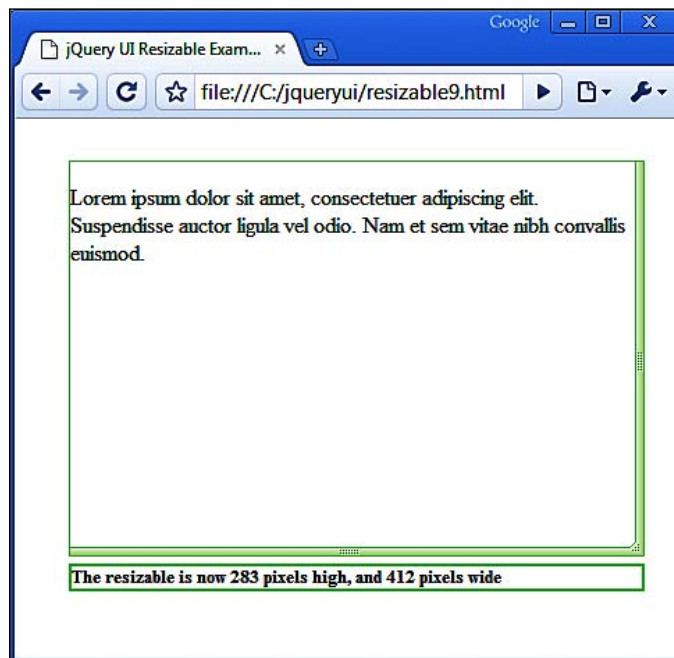 Google
jQuery UI Resizable Exam...
file:///C:/jqueryui/resizable9.html
Lorem ipsum dolor sit amet, consectetuer adipiscing elit.
Suspendisse auctor ligula vel odio. Nam et sem vitae nibh convallis
euismod.
The resizable is now 283 pixels high, and 412 pixels wide